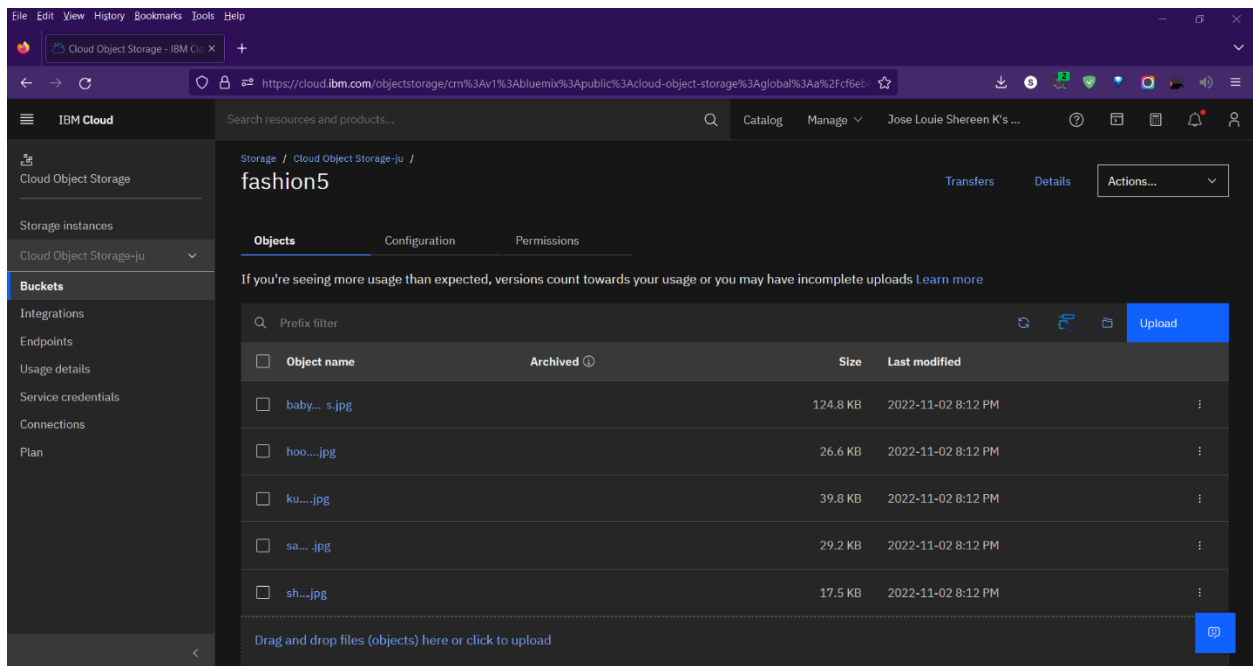 File Edit View History Bookmarks Tools Help
Cloud Object Storage - IBM Clo
https://cloud.ibm.com/objectstorage/crn%3Av1%3Abluemix%3Apublic%3Acloud-object-storage%3Aglobal%3Aa%2Fcf6eb
S
2
IBM Cloud
Search resources and products...
Catalog
Manage
Jose Louie Shereen K's ...
Cloud Object Storage
Storage instances
Cloud Object Storage-ju
Buckets
Integrations
Endpoints
Usage details
Service credentials
Connections
Plan
Storage / Cloud Object Storage-ju /
fashion5
Transfers
Details
Actions...
Objects
Configuration
Permissions
If you're seeing more usage than expected, versions count towards your usage or you may have incomplete uploads Learn more
Prefix filter
Upload
Object name Archived Size Last modified
baby... s.jpg 124.8 KB 2022-11-02 8:12 PM
hoo....jpg 26.6 KB 2022-11-02 8:12 PM
ku....jpg 39.8 KB 2022-11-02 8:12 PM
sa... .jpg 29.2 KB 2022-11-02 8:12 PM
sh....jpg 17.5 KB 2022-11-02 8:12 PM
Drag and drop files (objects) here or click to upload